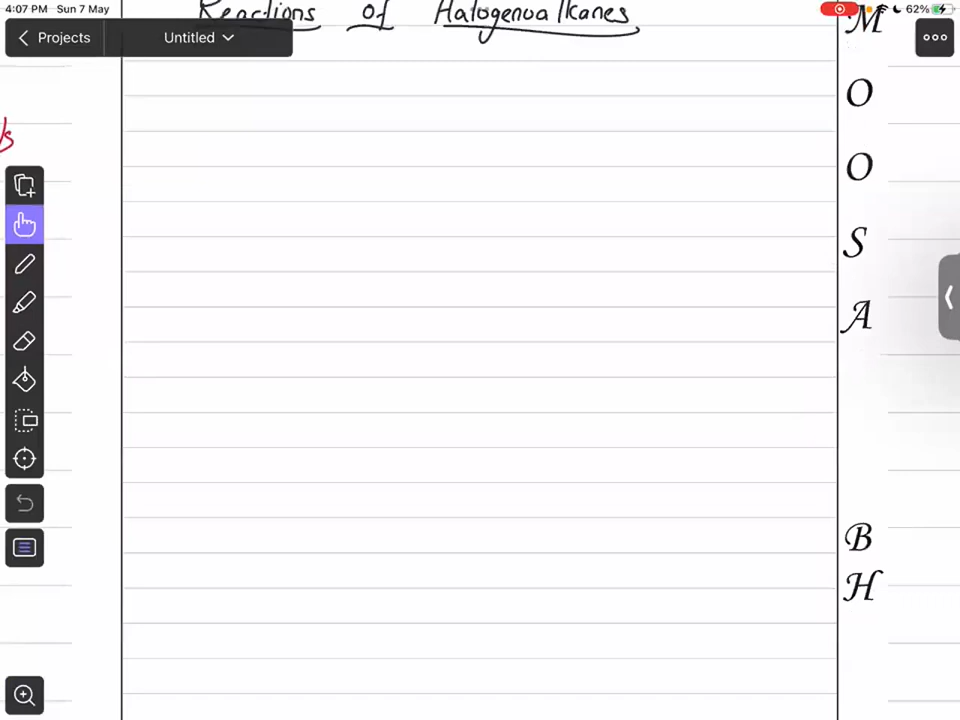 4:07 PM Sun 7 May
62%
Reactions of Halogenoalkanes
Projects
Untitled
M
O
O
S
A
B
H